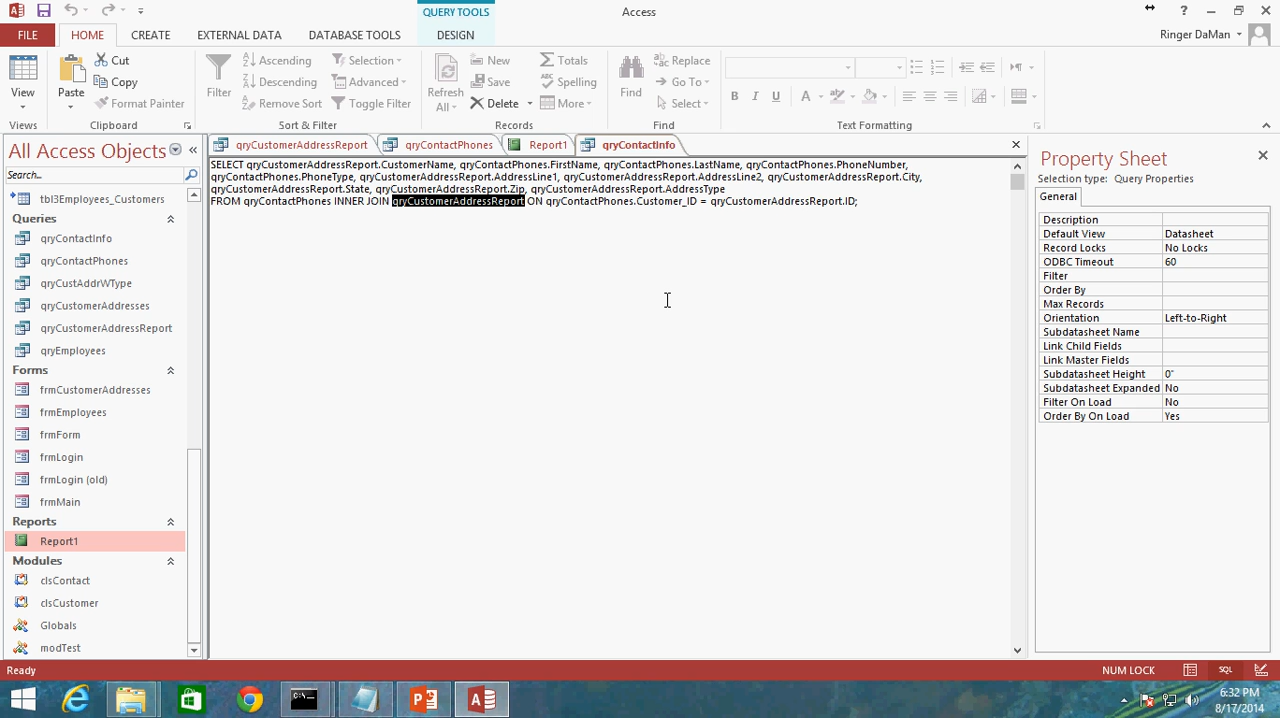 QUERY TOOLS
Access
?
FILE
HOME
CREATE
EXTERNAL DATA
DATABASE TOOLS
DESIGN
Ringer DaMan
View
Views
Paste
Cut
Copy
Format Painter
Clipboard
Filter
Ascending
Descending
Remove Sort
Selection
Advanced
Toggle Filter
Sort & Filter
Refresh
All
New
Save
Delete
Totals
Spelling
More
Records
Find
Replace
Go To
Select
Find
B I U A
Text Formatting
All Access Objects
Search...
tbl3Employees_Customers
Queries
qryContactInfo
qryContactPhones
qryCustAddrWType
qryCustomerAddresses
qryCustomerAddressReport
qryEmployees
Forms
frmCustomerAddresses
frmEmployees
frmForm
frmLogin
frmLogin (old)
frmMain
Reports
Report1
Modules
clsContact
clsCustomer
Globals
modTest
qryCustomerAddressReport
qryContactPhones
Report1
qryContactInfo
SELECT qryCustomerAddressReport.CustomerName, qryContactPhones.FirstName, qryContactPhones.LastName, qryContactPhones.PhoneNumber,
qryContactPhones.PhoneType, qryCustomerAddressReport.AddressLine1, qryCustomerAddressReport.AddressLine2, qryCustomerAddressReport.City,
qryCustomerAddressReport.State, qryCustomerAddressReport.Zip, qryCustomerAddressReport.AddressType
FROM qryContactPhones INNER JOIN qryCustomerAddressReport ON qryContactPhones.Customer_ID = qryCustomerAddressReport.ID;
Property Sheet
Selection type: Query Properties
General
Description
Default View Datasheet
Record Locks No Locks
ODBC Timeout 60
Filter
Order By
Max Records
Orientation Left-to-Right
Subdatasheet Name
Link Child Fields
Link Master Fields
Subdatasheet Height 0"
Subdatasheet Expanded No
Filter On Load No
Order By On Load Yes
Ready
NUM LOCK
SQL
6:32 PM
8/17/2014